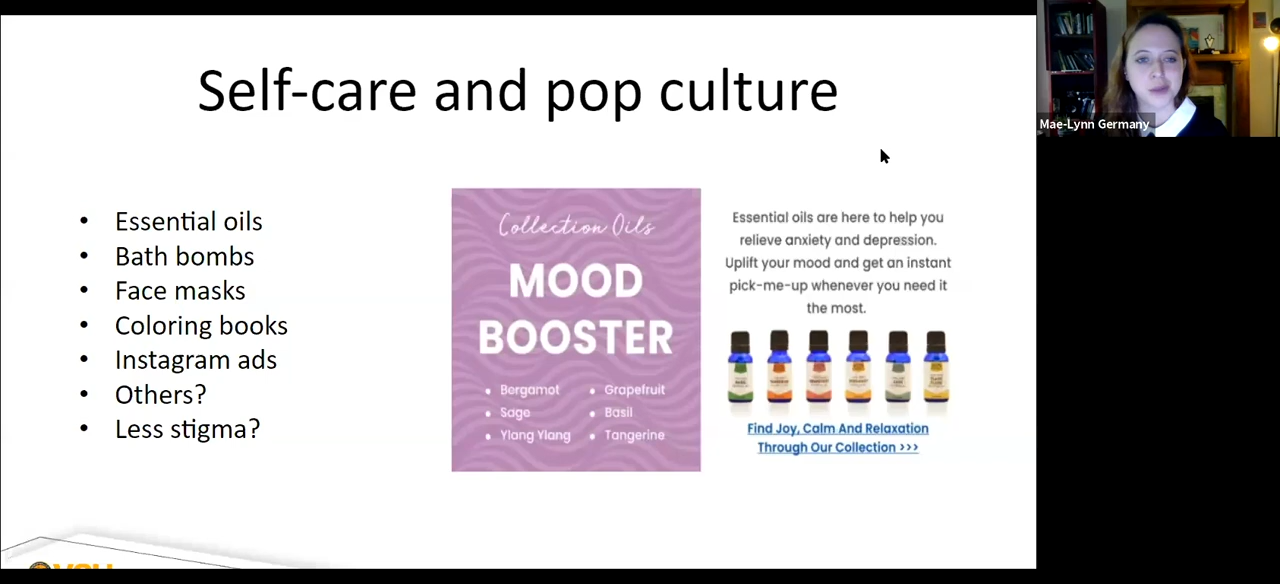 Self-care and pop culture
Mae-Lynn Germany
• Essential oils
• Bath bombs
• Face masks
• Coloring books
• Instagram ads
• Others?
• Less stigma?
Collection Oils
MOOD
BOOSTER
• Bergamot • Grapefruit
• Sage • Basil
• Ylang Ylang • Tangerine
Essential oils are here to help you
relieve anxiety and depression.
Uplift your mood and get an instant
pick-me-up whenever you need it
the most.
Find Joy, Calm And Relaxation
Through Our Collection >>>